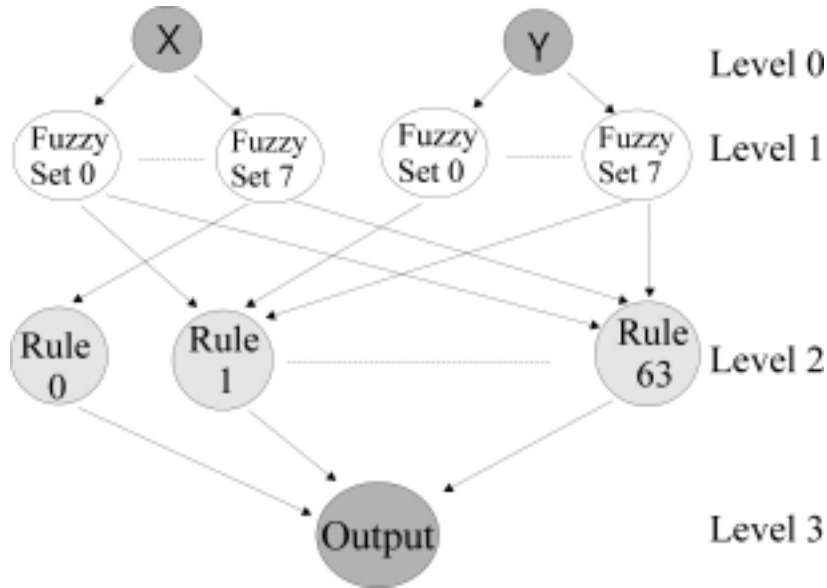 X
Y
Level 0
Fuzzy
Set 0
Fuzzy
Set 7
Fuzzy
Set 0
Fuzzy
Set 7
Level 1
Rule
0
Rule
1
Rule
63
Level 2
Output
Level 3